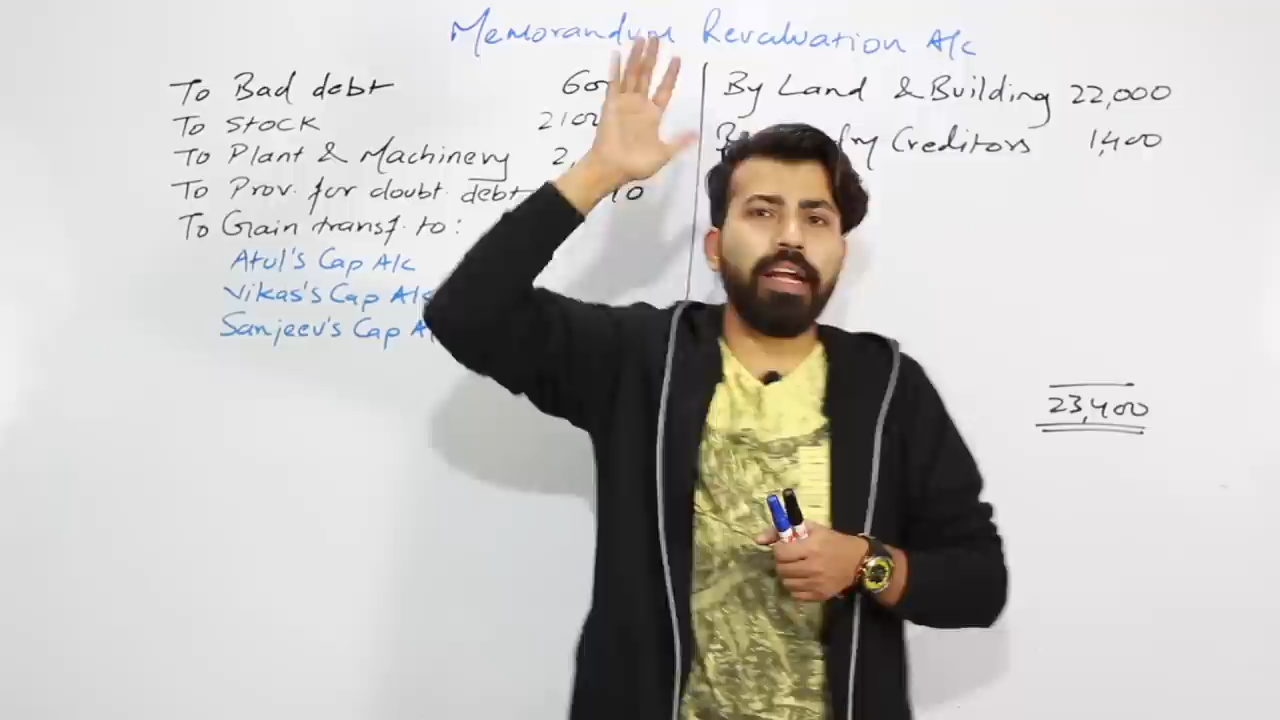 Memorandum Revaluation A/c
To Bad debt
To Stock
To Plant & Machinery
To Prov. for doubt debt
To Gain transf. to:
Atul's Cap A/c
Vikas's Cap A/c
Sanjeev's Cap
By Land & Building 22,000
Creditors 1,400
23,400